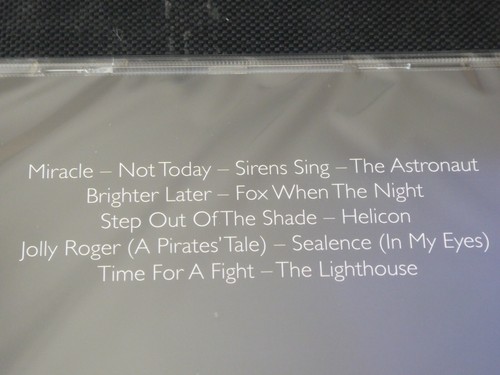 Miracle – Not Today – Sirens Sing – The Astronaut
Brighter Later – Fox When The Night
Step Out Of The Shade – Helicon
Jolly Roger (A Pirates' Tale) – Sealence (In My Eyes)
Time For A Fight – The Lighthouse